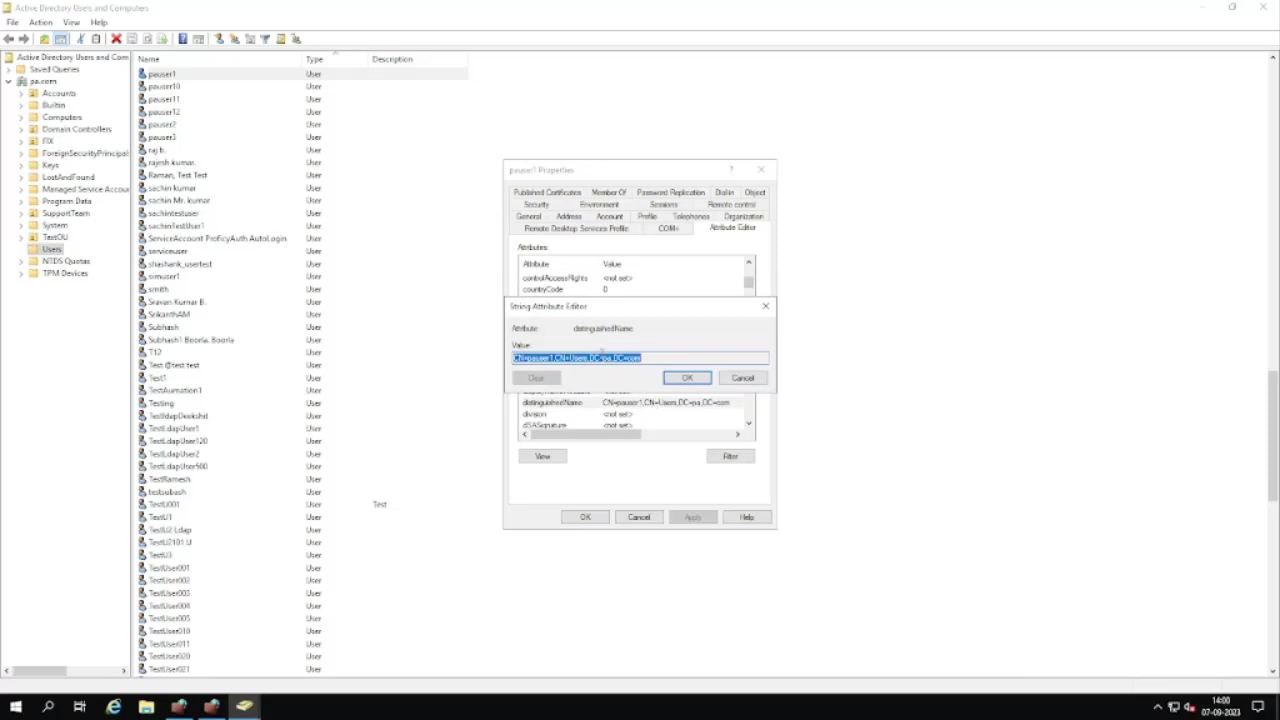 Active Directory Users and Computers
File Action View Help
Active Directory Users and Com
Saved Queries
pa.com
Accounts
Builtin
Computers
Domain Controllers
FIX
ForeignSecurityPrincipal
Keys
LostAndFound
Managed Service Accou
Program Data
SupportTeam
System
TestOU
Users
NTDS Quotas
TPM Devices
Name Type Description
pauser1 User
pauser10 User
pauser11 User
pauser12 User
pauser2 User
pauser3 User
raj b. User
rajesh kumar. User
Raman, Test Test User
sachin kumar User
sachin Mr. kumar User
sachintestuser User
sachinTestUser1 User
ServiceAccount ProficyAuth AutoLogin User
serviceuser User
shashank_usertest User
simuser1 User
smith User
Sravan Kumar B. User
SrikanthAM User
Subhash User
Subhash1 Boorla. Boorla User
T12 User
Test @test test User
Test1 User
TestAumation1 User
Testing User
TestldapDeekshit User
TestLdapUser1 User
TestLdapUser120 User
TestLdapUser2 User
TestLdapUser500 User
TestRamesh User
testsubash User
TestU001 User Test
TestU1 User
TestU2 Ldap User
TestU2101 U User
TestU3 User
TestUser001 User
TestUser002 User
TestUser003 User
TestUser004 User
TestUser005 User
TestUser010 User
TestUser011 User
TestUser020 User
TestUser021 User
pauser1 Properties
Published Certificates Member Of Password Replication Dial-in Object
Security Environment Sessions Remote control
General Address Account Profile Telephones Organization
Remote Desktop Services Profile COM+ Attribute Editor
Attributes:
Attribute Value
controlAccessRights <not set>
countryCode 0
String Attribute Editor
Attribute: distinguishedName
Value:
CN=pauser1,CN=Users,DC=pa,DC=com
Clear OK Cancel
distinguishedName CN=pauser1,CN=Users,DC=pa,DC=com
division <not set>
dSASignature <not set>
View Filter
OK Cancel Apply Help
14:00
07-09-2023